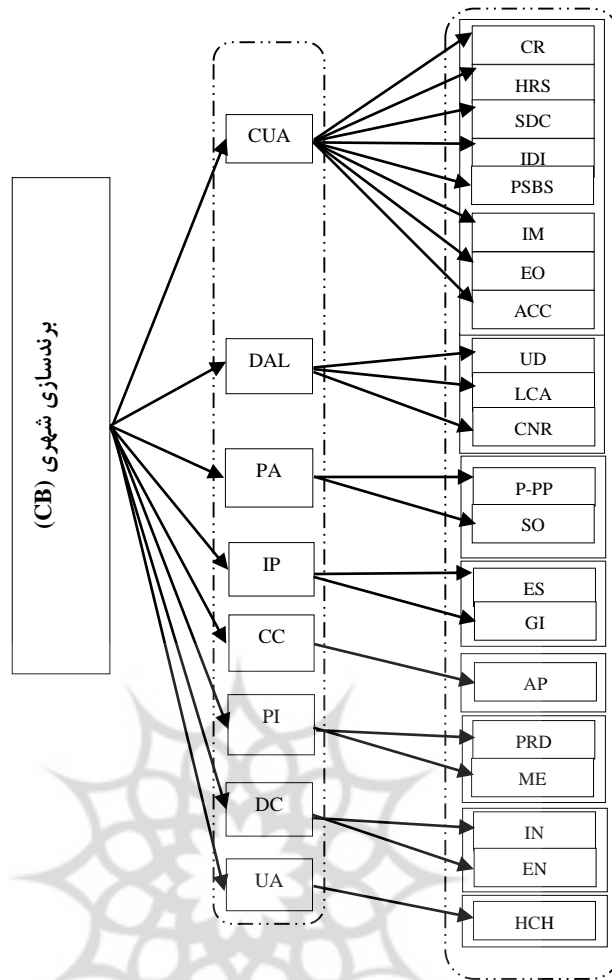 برندسازی شهری (CB)
CUA
DAL
PA
IP
CC
PI
DC
UA
CR
HRS
SDC
IDI
PSBS
IM
EO
ACC
UD
LCA
CNR
P-PP
SO
ES
GI
AP
PRD
ME
IN
EN
HCH